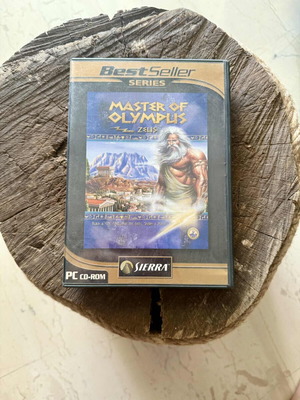 BestSeller
SERIES
MASTER OF
OLYMPUS
ZEUS
PC CD-ROM
SIERRA